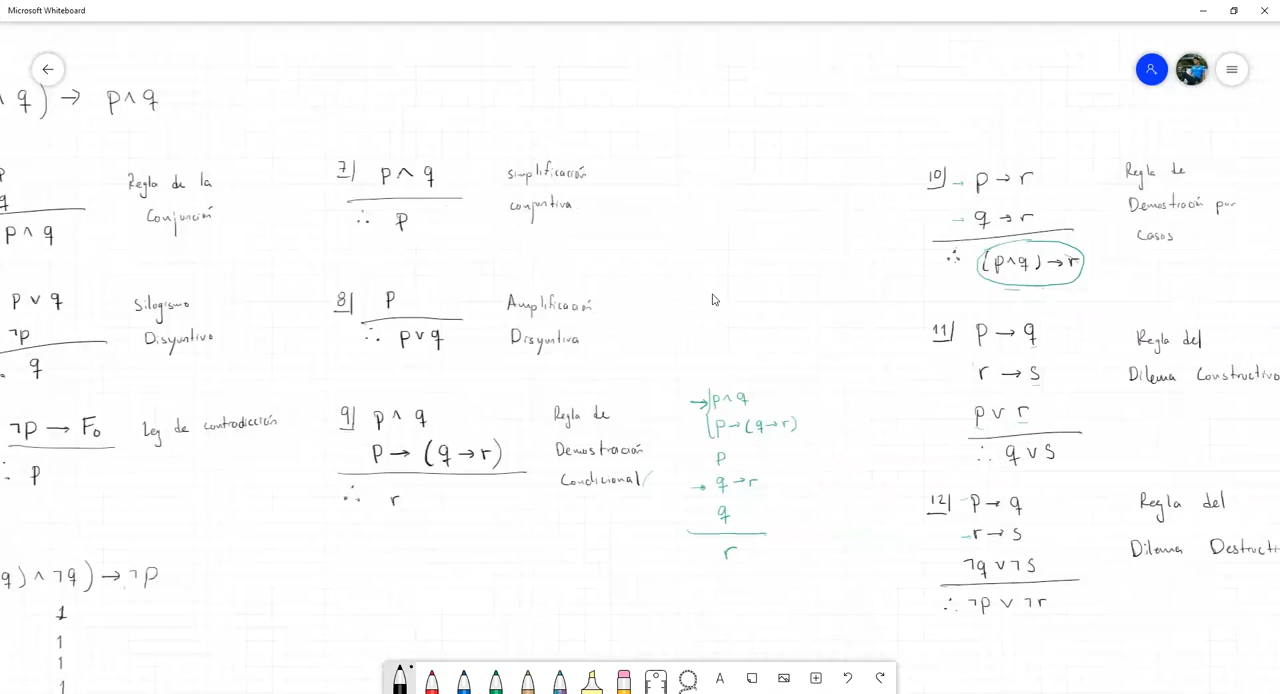 Microsoft Whiteboard
∧ q) → p∧q
p
q
p∧q
Regla de la
Conjunción
p∨q
¬p
q
Silogismo
Disyuntivo
¬p → F₀
∴ p
Ley de contradicción
q) ∧ ¬q) → ¬p
1
1
1
1
7) p∧q
∴ p
simplificación
conjuntiva
8) p
∴ p∨q
Amplificación
Disyuntiva
9) p∧q
p → (q → r)
∴ r
Regla de
Demostración
Condicional
→ p∧q
p → (q → r)
p
→ q → r
q
r
10) → p → r
→ q → r
∴ (p∧q) → r
Regla de
Demostración por
Casos
11) p → q
r → s
p ∨ r
∴ q∨s
Regla del
Dilema Constructivo
12) p → q
r → s
¬q ∨ ¬s
∴ ¬p ∨ ¬r
Regla del
Dilema Destructi